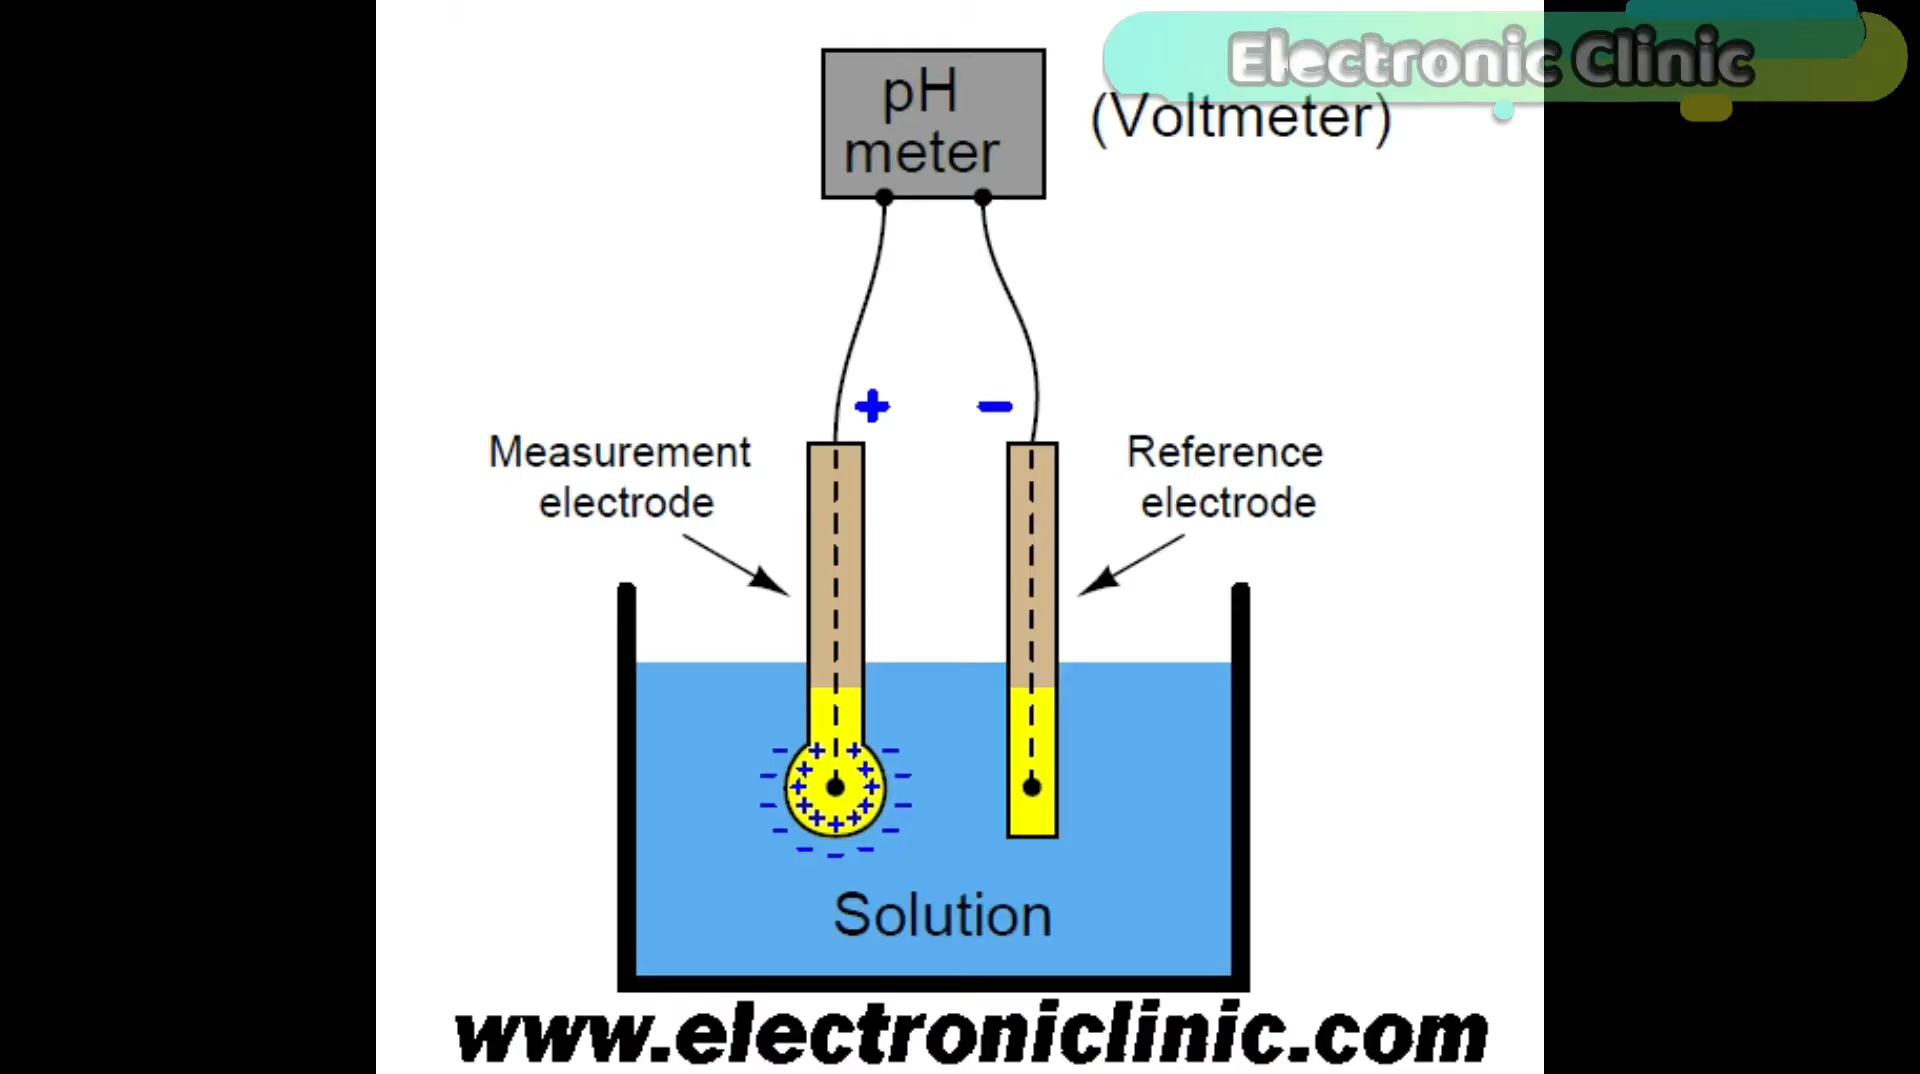 Electronic Clinic
pH
meter
(Voltmeter)
+
−
Measurement
electrode
Reference
electrode
Solution
www.electroniclinic.com